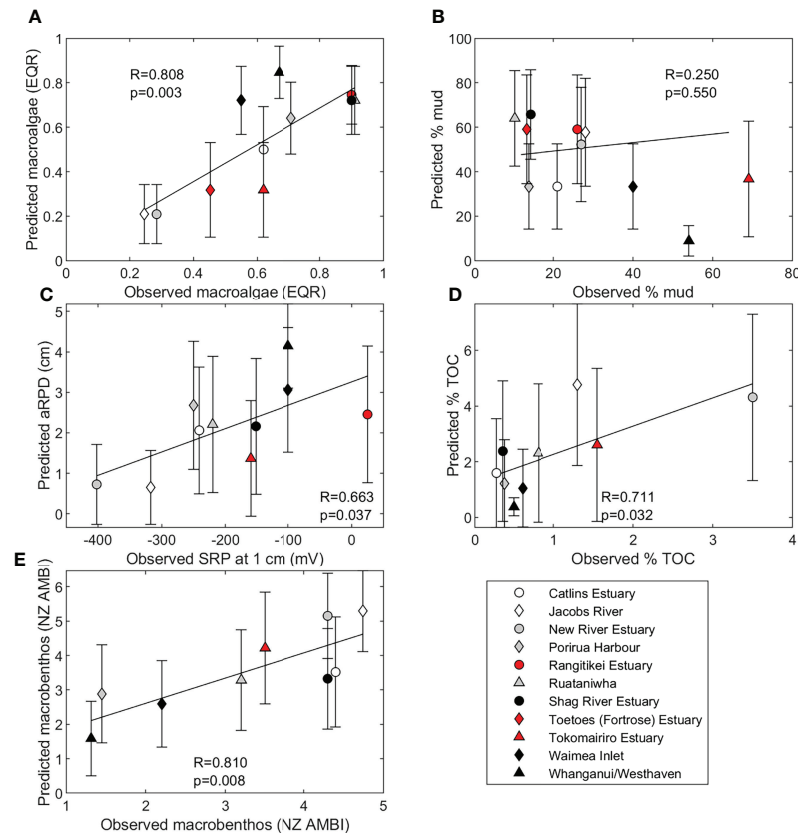 A
1
0.8
0.6
0.4
0.2
0
0
0.2
0.4
0.6
0.8
1
Predicted macroalgae (EQR)
Observed macroalgae (EQR)
R=0.808
p=0.003
B
100
80
60
40
20
0
0
20
40
60
80
Predicted % mud
Observed % mud
R=0.250
p=0.550
C
5
4
3
2
1
0
-400
-300
-200
-100
0
Predicted aRPD (cm)
Observed SRP at 1 cm (mV)
R=0.663
p=0.037
D
6
4
2
0
0
1
2
3
4
Predicted % TOC
Observed % TOC
R=0.711
p=0.032
E
6
5
4
3
2
1
0
1
2
3
4
5
Predicted macrobenthos (NZ AMBI)
Observed macrobenthos (NZ AMBI)
R=0.810
p=0.008
Catlins Estuary
Jacobs River
New River Estuary
Porirua Harbour
Rangitikei Estuary
Ruataniwha
Shag River Estuary
Toetoes (Fortrose) Estuary
Tokomairiro Estuary
Waimea Inlet
Whanganui/Westhaven